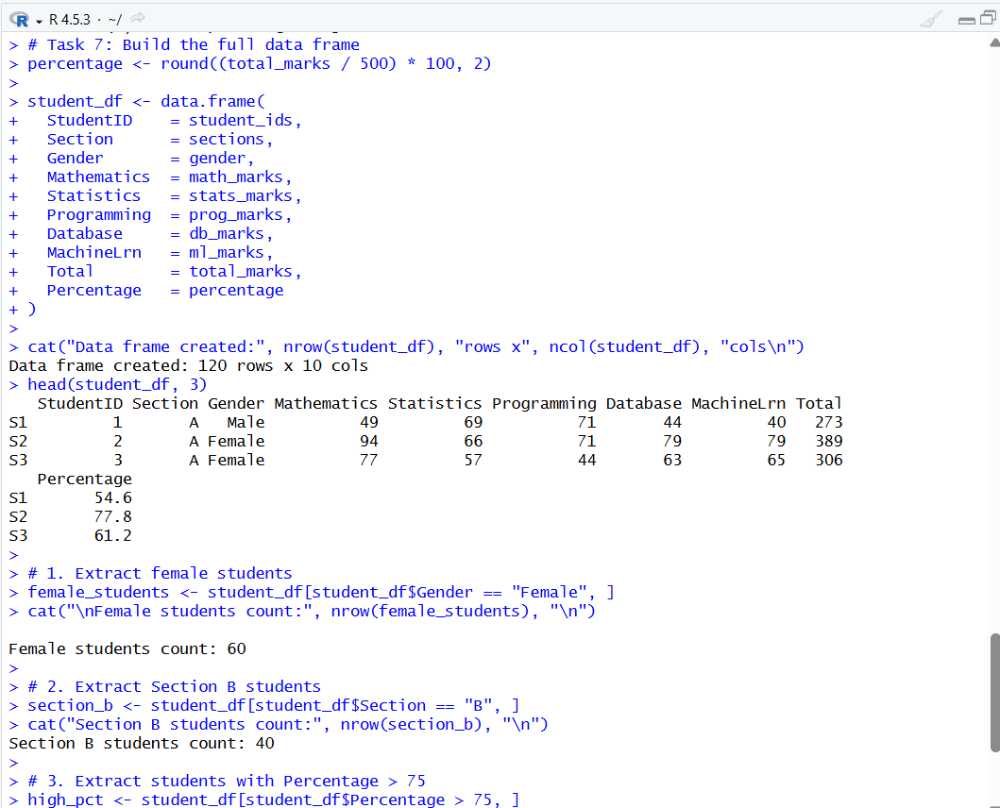 R 4.5.3 · ~/
> # Task 7: Build the full data frame
> percentage <- round((total_marks / 500) * 100, 2)
>
> student_df <- data.frame(
+   StudentID    = student_ids,
+   Section      = sections,
+   Gender       = gender,
+   Mathematics  = math_marks,
+   Statistics   = stats_marks,
+   Programming  = prog_marks,
+   Database     = db_marks,
+   MachineLrn   = ml_marks,
+   Total        = total_marks,
+   Percentage   = percentage
+ )
>
> cat("Data frame created:", nrow(student_df), "rows x", ncol(student_df), "cols\n")
Data frame created: 120 rows x 10 cols
> head(student_df, 3)
   StudentID Section Gender Mathematics Statistics Programming Database MachineLrn Total
S1         1       A   Male          49         69          71       44         40   273
S2         2       A Female          94         66          71       79         79   389
S3         3       A Female          77         57          44       63         65   306
   Percentage
S1       54.6
S2       77.8
S3       61.2
>
> # 1. Extract female students
> female_students <- student_df[student_df$Gender == "Female", ]
> cat("\nFemale students count:", nrow(female_students), "\n")

Female students count: 60
>
> # 2. Extract Section B students
> section_b <- student_df[student_df$Section == "B", ]
> cat("Section B students count:", nrow(section_b), "\n")
Section B students count: 40
>
> # 3. Extract students with Percentage > 75
> high_pct <- student_df[student_df$Percentage > 75, ]